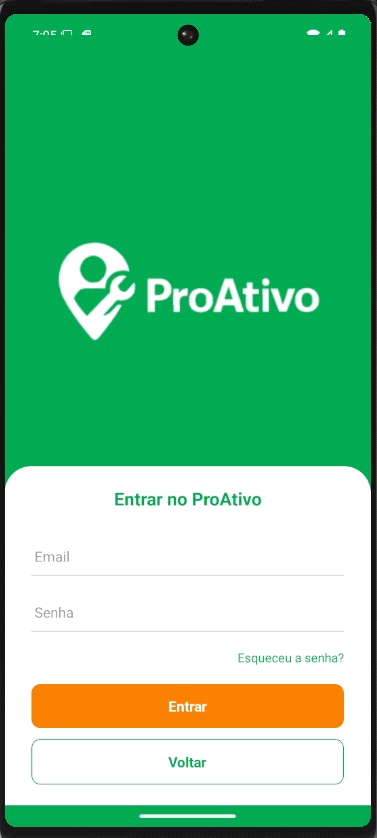 ProAtivo
Entrar no ProAtivo
Email
Senha
Esqueceu a senha?
Entrar
Voltar